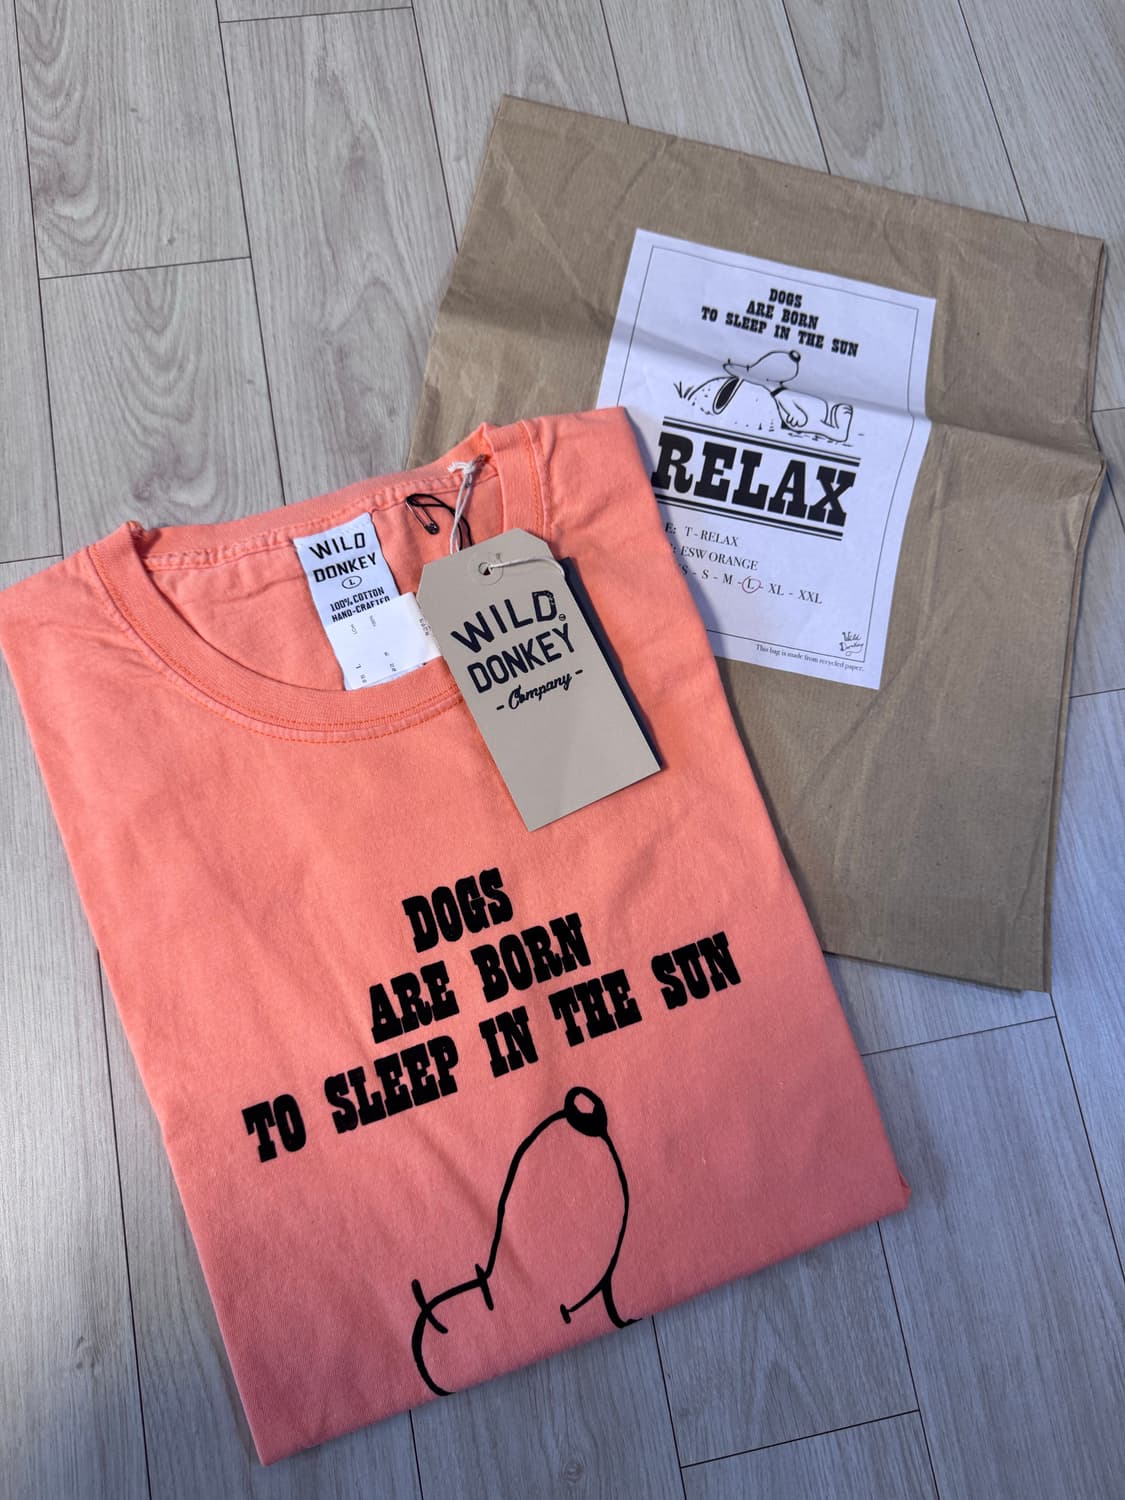 DOGS
ARE BORN
TO SLEEP IN THE SUN
RELAX
E: T - RELAX
: ESW ORANGE
S - S - M - L - XL - XXL
Wild
Donkey
This bag is made from recycled paper.
WILD
DONKEY
L
100% COTTON
HAND-CRAFTED
WILD
DONKEY
- Company -
DOGS
ARE BORN
TO SLEEP IN THE SUN